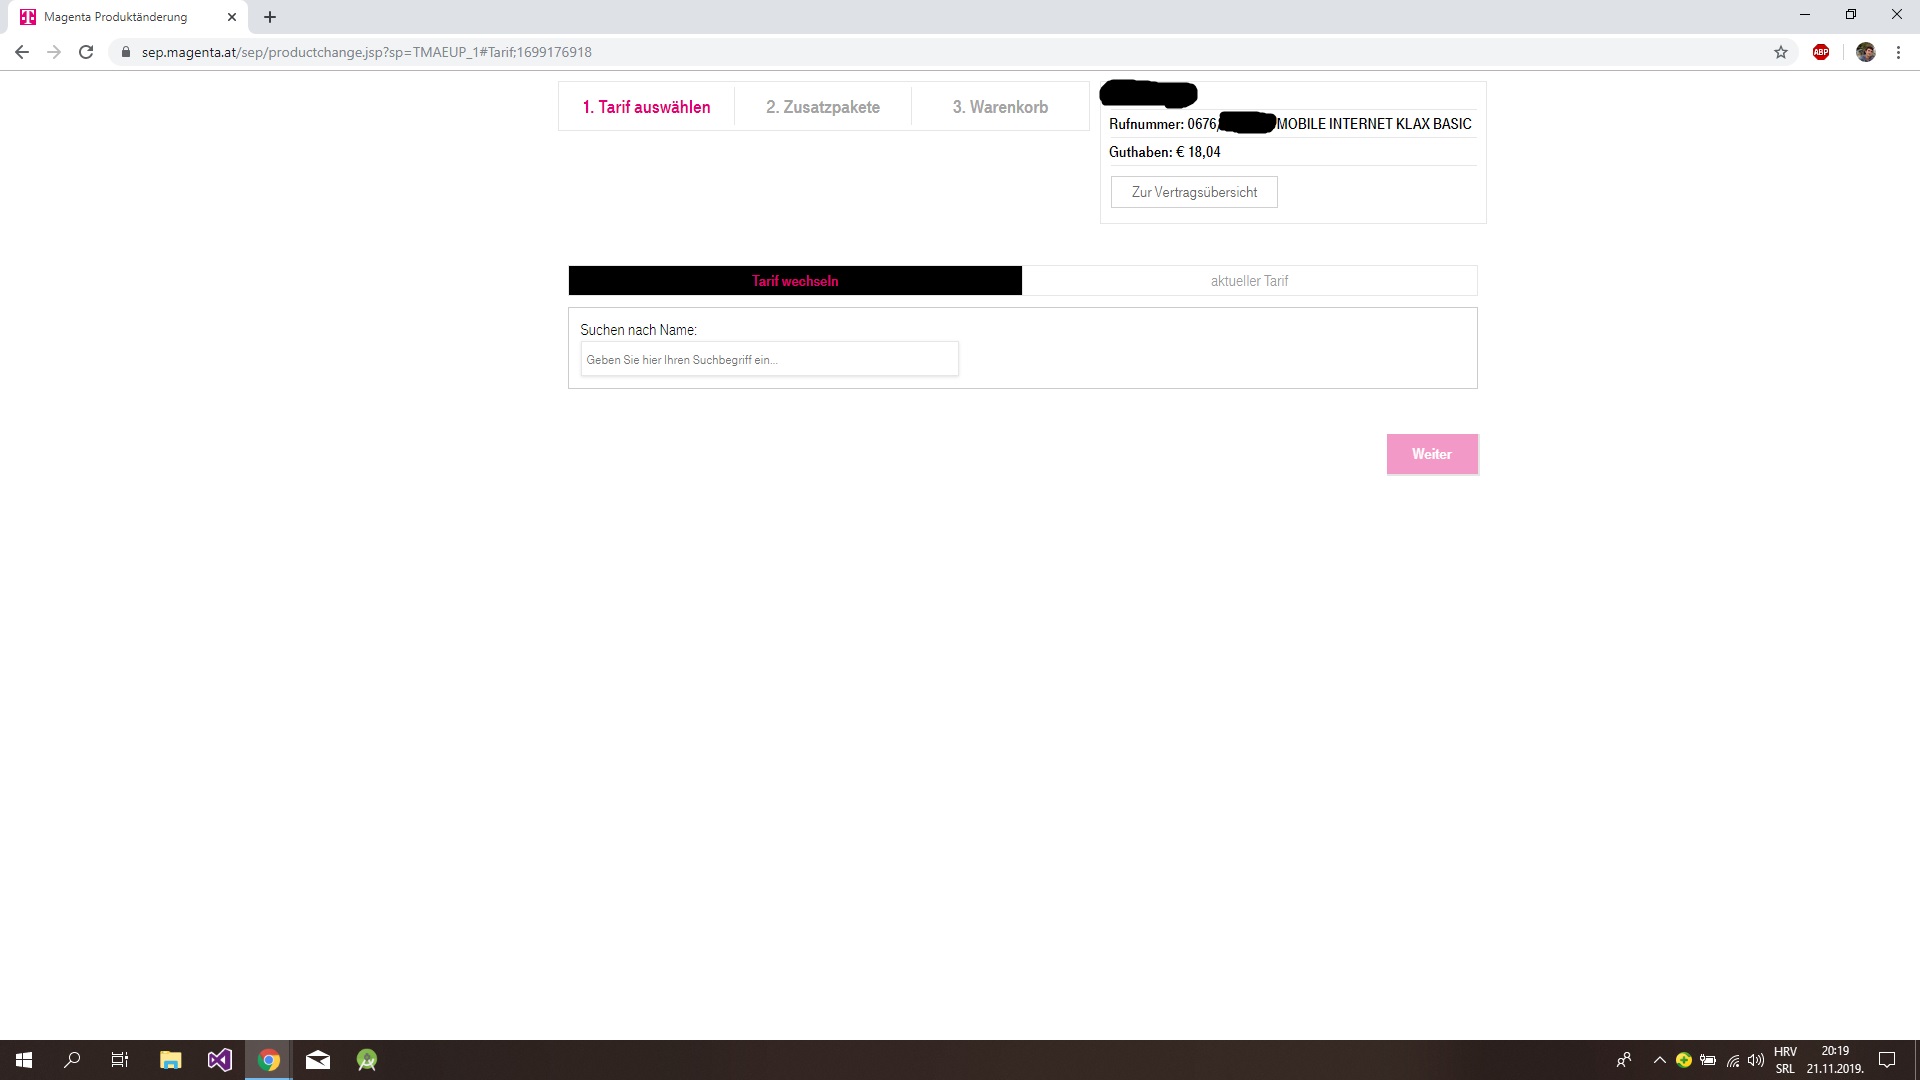 Magenta Produktänderung
sep.magenta.at/sep/productchange.jsp?sp=TMAEUP_1#Tarif;1699176918
ABP
1. Tarif auswählen
2. Zusatzpakete
3. Warenkorb
Rufnummer: 0676/ MOBILE INTERNET KLAX BASIC
Guthaben: € 18,04
Zur Vertragsübersicht
Tarif wechseln
aktueller Tarif
Suchen nach Name:
Geben Sie hier Ihren Suchbegriff ein...
Weiter
HRV
SRL
20:19
21.11.2019.